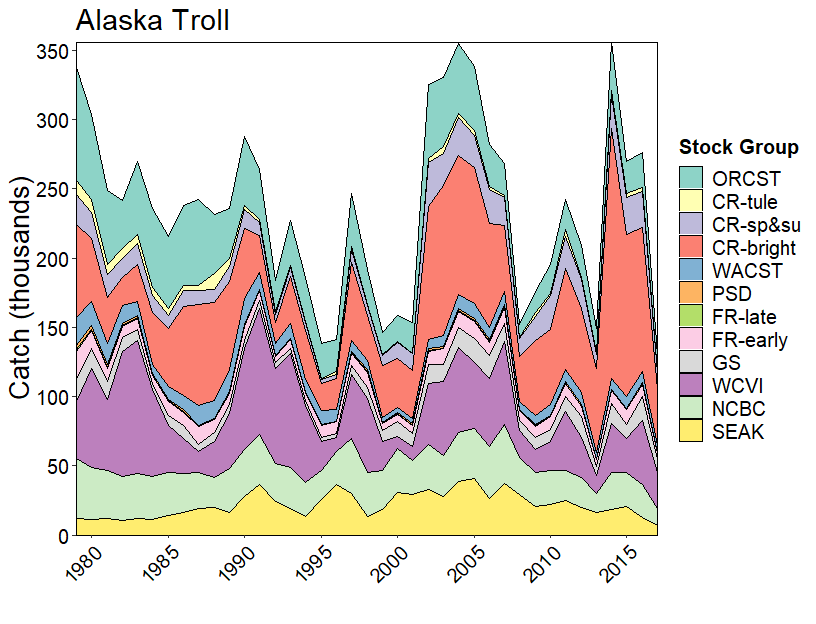 Alaska Troll
Catch (thousands)
350
300
250
200
150
100
50
0
1980
1985
1990
1995
2000
2005
2010
2015
Stock Group
ORCST
CR-tule
CR-sp&su
CR-bright
WACST
PSD
FR-late
FR-early
GS
WCVI
NCBC
SEAK